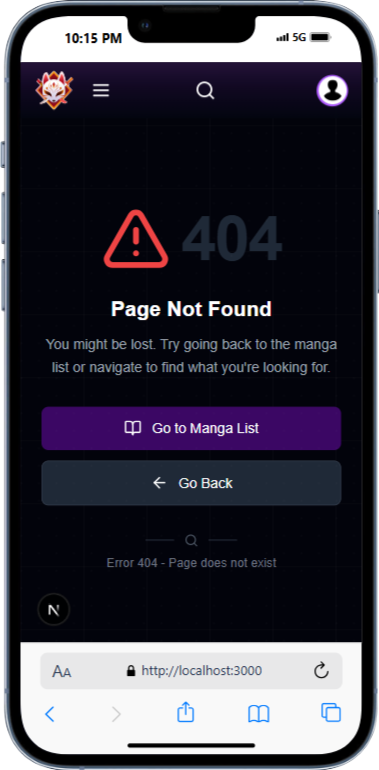 10:15 PM
5G
404
Page Not Found
You might be lost. Try going back to the manga
list or navigate to find what you're looking for.
Go to Manga List
Go Back
Error 404 - Page does not exist
N
AA
http://localhost:3000